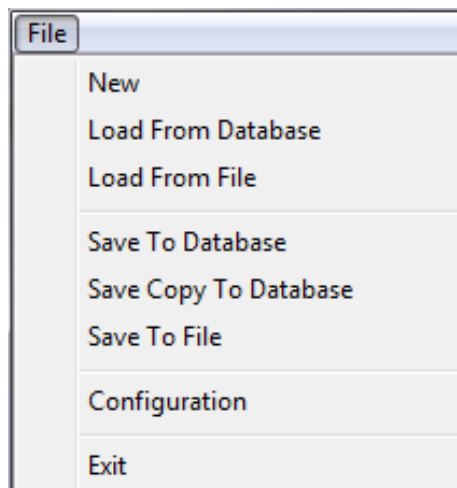 File
New
Load From Database
Load From File
Save To Database
Save Copy To Database
Save To File
Configuration
Exit